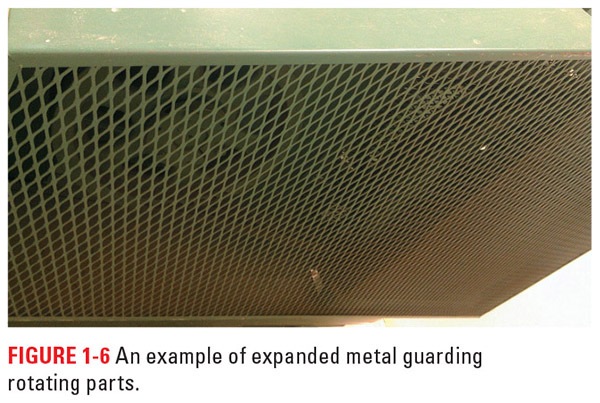 FIGURE 1-6 An example of expanded metal guarding
rotating parts.